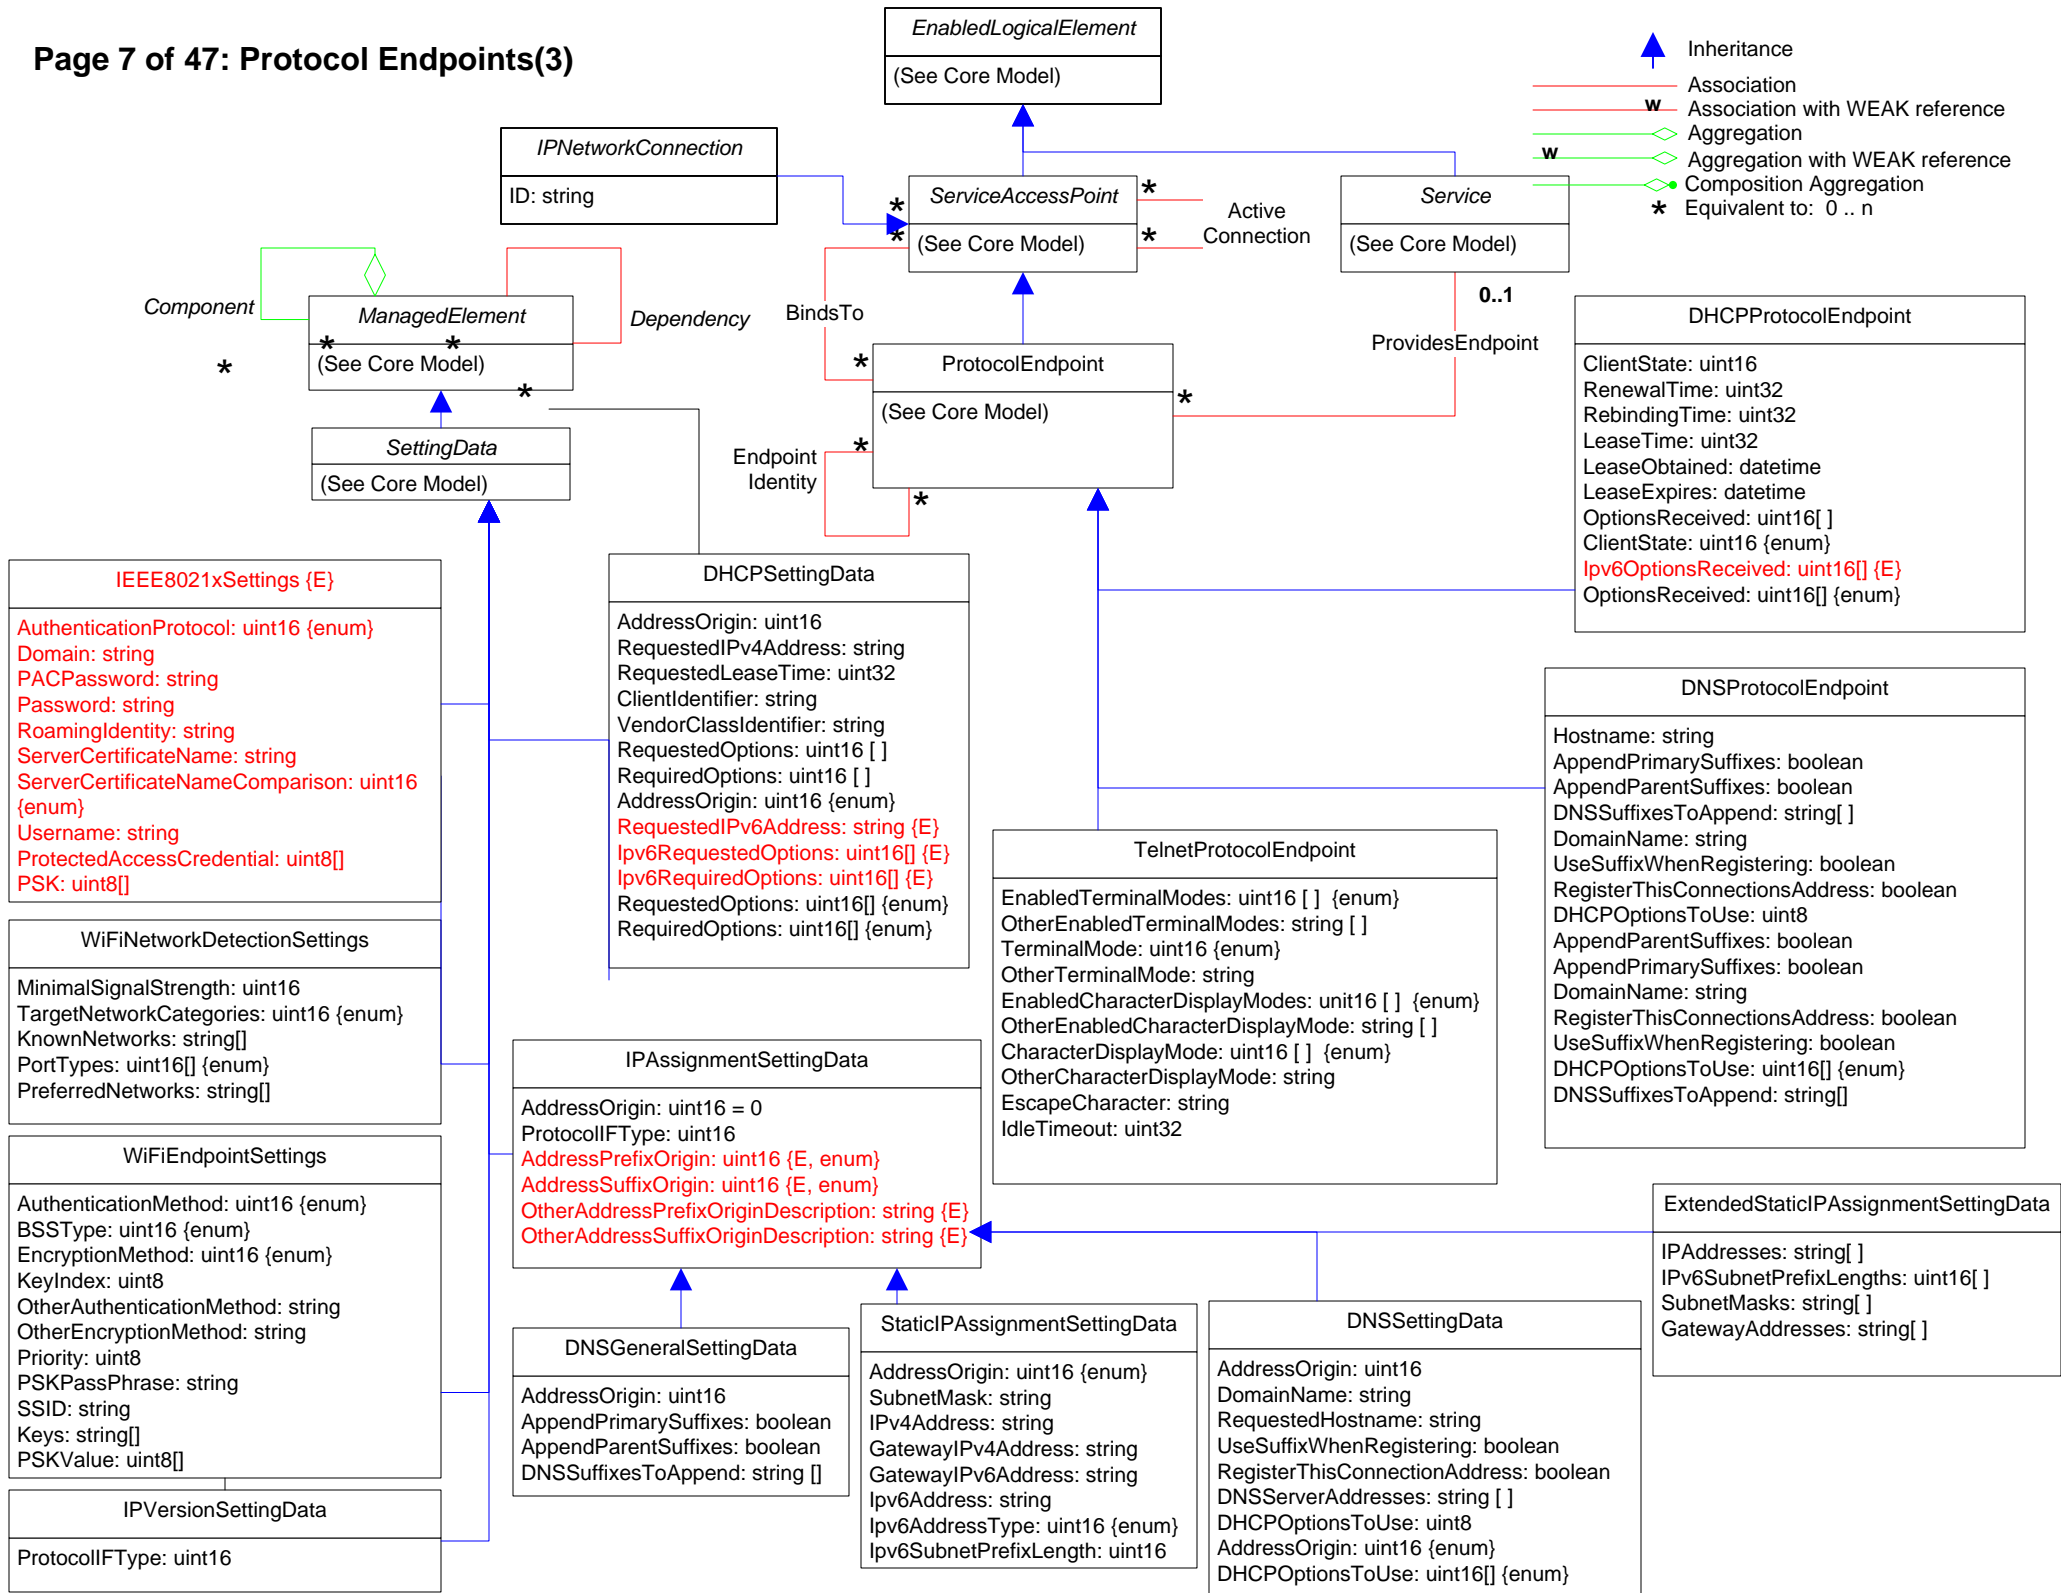 Page 7 of 47: Protocol Endpoints(3)
EnabledLogicalElement
(See Core Model)
Inheritance
Association
w
Association with WEAK reference
Aggregation
w
Aggregation with WEAK reference
Composition Aggregation
* Equivalent to: 0 .. n
IPNetworkConnection
ID: string
*
*
ServiceAccessPoint
(See Core Model)
*
*
Active
Connection
Service
(See Core Model)
0..1
ProvidesEndpoint
*
Component
*
ManagedElement
* *
(See Core Model)
*
Dependency
BindsTo
*
ProtocolEndpoint
(See Core Model)
Endpoint
Identity
*
*
SettingData
(See Core Model)
DHCPProtocolEndpoint
ClientState: uint16
RenewalTime: uint32
RebindingTime: uint32
LeaseTime: uint32
LeaseObtained: datetime
LeaseExpires: datetime
OptionsReceived: uint16[ ]
ClientState: uint16 {enum}
Ipv6OptionsReceived: uint16[] {E}
OptionsReceived: uint16[] {enum}
IEEE8021xSettings {E}
AuthenticationProtocol: uint16 {enum}
Domain: string
PACPassword: string
Password: string
RoamingIdentity: string
ServerCertificateName: string
ServerCertificateNameComparison: uint16
{enum}
Username: string
ProtectedAccessCredential: uint8[]
PSK: uint8[]
DHCPSettingData
AddressOrigin: uint16
RequestedIPv4Address: string
RequestedLeaseTime: uint32
ClientIdentifier: string
VendorClassIdentifier: string
RequestedOptions: uint16 [ ]
RequiredOptions: uint16 [ ]
AddressOrigin: uint16 {enum}
RequestedIPv6Address: string {E}
Ipv6RequestedOptions: uint16[] {E}
Ipv6RequiredOptions: uint16[] {E}
RequestedOptions: uint16[] {enum}
RequiredOptions: uint16[] {enum}
DNSProtocolEndpoint
Hostname: string
AppendPrimarySuffixes: boolean
AppendParentSuffixes: boolean
DNSSuffixesToAppend: string[ ]
DomainName: string
UseSuffixWhenRegistering: boolean
RegisterThisConnectionsAddress: boolean
DHCPOptionsToUse: uint8
AppendParentSuffixes: boolean
AppendPrimarySuffixes: boolean
DomainName: string
RegisterThisConnectionsAddress: boolean
UseSuffixWhenRegistering: boolean
DHCPOptionsToUse: uint16[] {enum}
DNSSuffixesToAppend: string[]
TelnetProtocolEndpoint
EnabledTerminalModes: uint16 [ ] {enum}
OtherEnabledTerminalModes: string [ ]
TerminalMode: uint16 {enum}
OtherTerminalMode: string
EnabledCharacterDisplayModes: unit16 [ ] {enum}
OtherEnabledCharacterDisplayMode: string [ ]
CharacterDisplayMode: uint16 [ ] {enum}
OtherCharacterDisplayMode: string
EscapeCharacter: string
IdleTimeout: uint32
WiFiNetworkDetectionSettings
MinimalSignalStrength: uint16
TargetNetworkCategories: uint16 {enum}
KnownNetworks: string[]
PortTypes: uint16[] {enum}
PreferredNetworks: string[]
IPAssignmentSettingData
AddressOrigin: uint16 = 0
ProtocolIFType: uint16
AddressPrefixOrigin: uint16 {E, enum}
AddressSuffixOrigin: uint16 {E, enum}
OtherAddressPrefixOriginDescription: string {E}
OtherAddressSuffixOriginDescription: string {E}
WiFiEndpointSettings
AuthenticationMethod: uint16 {enum}
BSSType: uint16 {enum}
EncryptionMethod: uint16 {enum}
KeyIndex: uint8
OtherAuthenticationMethod: string
OtherEncryptionMethod: string
Priority: uint8
PSKPassPhrase: string
SSID: string
Keys: string[]
PSKValue: uint8[]
ExtendedStaticIPAssignmentSettingData
IPAddresses: string[ ]
IPv6SubnetPrefixLengths: uint16[ ]
SubnetMasks: string[ ]
GatewayAddresses: string[ ]
DNSGeneralSettingData
AddressOrigin: uint16
AppendPrimarySuffixes: boolean
AppendParentSuffixes: boolean
DNSSuffixesToAppend: string []
StaticIPAssignmentSettingData
AddressOrigin: uint16 {enum}
SubnetMask: string
IPv4Address: string
GatewayIPv4Address: string
GatewayIPv6Address: string
Ipv6Address: string
Ipv6AddressType: uint16 {enum}
Ipv6SubnetPrefixLength: uint16
DNSSettingData
AddressOrigin: uint16
DomainName: string
RequestedHostname: string
UseSuffixWhenRegistering: boolean
RegisterThisConnectionAddress: boolean
DNSServerAddresses: string [ ]
DHCPOptionsToUse: uint8
AddressOrigin: uint16 {enum}
DHCPOptionsToUse: uint16[] {enum}
IPVersionSettingData
ProtocolIFType: uint16